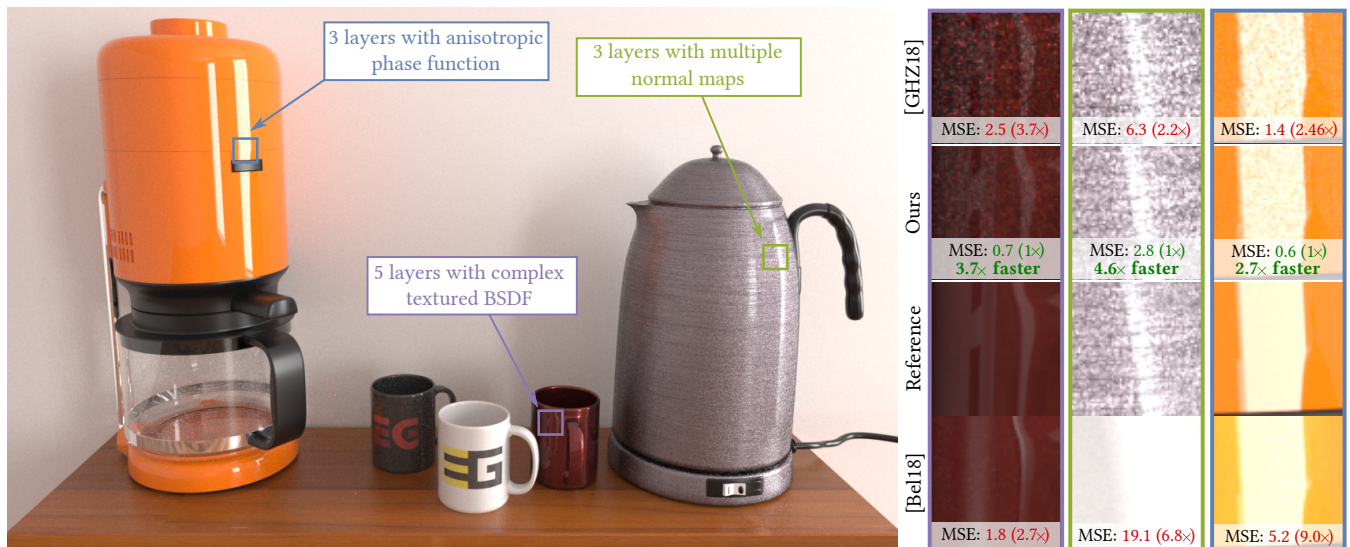 3 layers with anisotropic
phase function
3 layers with multiple
normal maps
5 layers with complex
textured BSDF
EG
EG
[GHZ18]
MSE: 2.5 (3.7×)
MSE: 6.3 (2.2×)
MSE: 1.4 (2.46×)
Ours
MSE: 0.7 (1×)
3.7× faster
MSE: 2.8 (1×)
4.6× faster
MSE: 0.6 (1×)
2.7× faster
Reference
[Bel18]
MSE: 1.8 (2.7×)
MSE: 19.1 (6.8×)
MSE: 5.2 (9.0×)